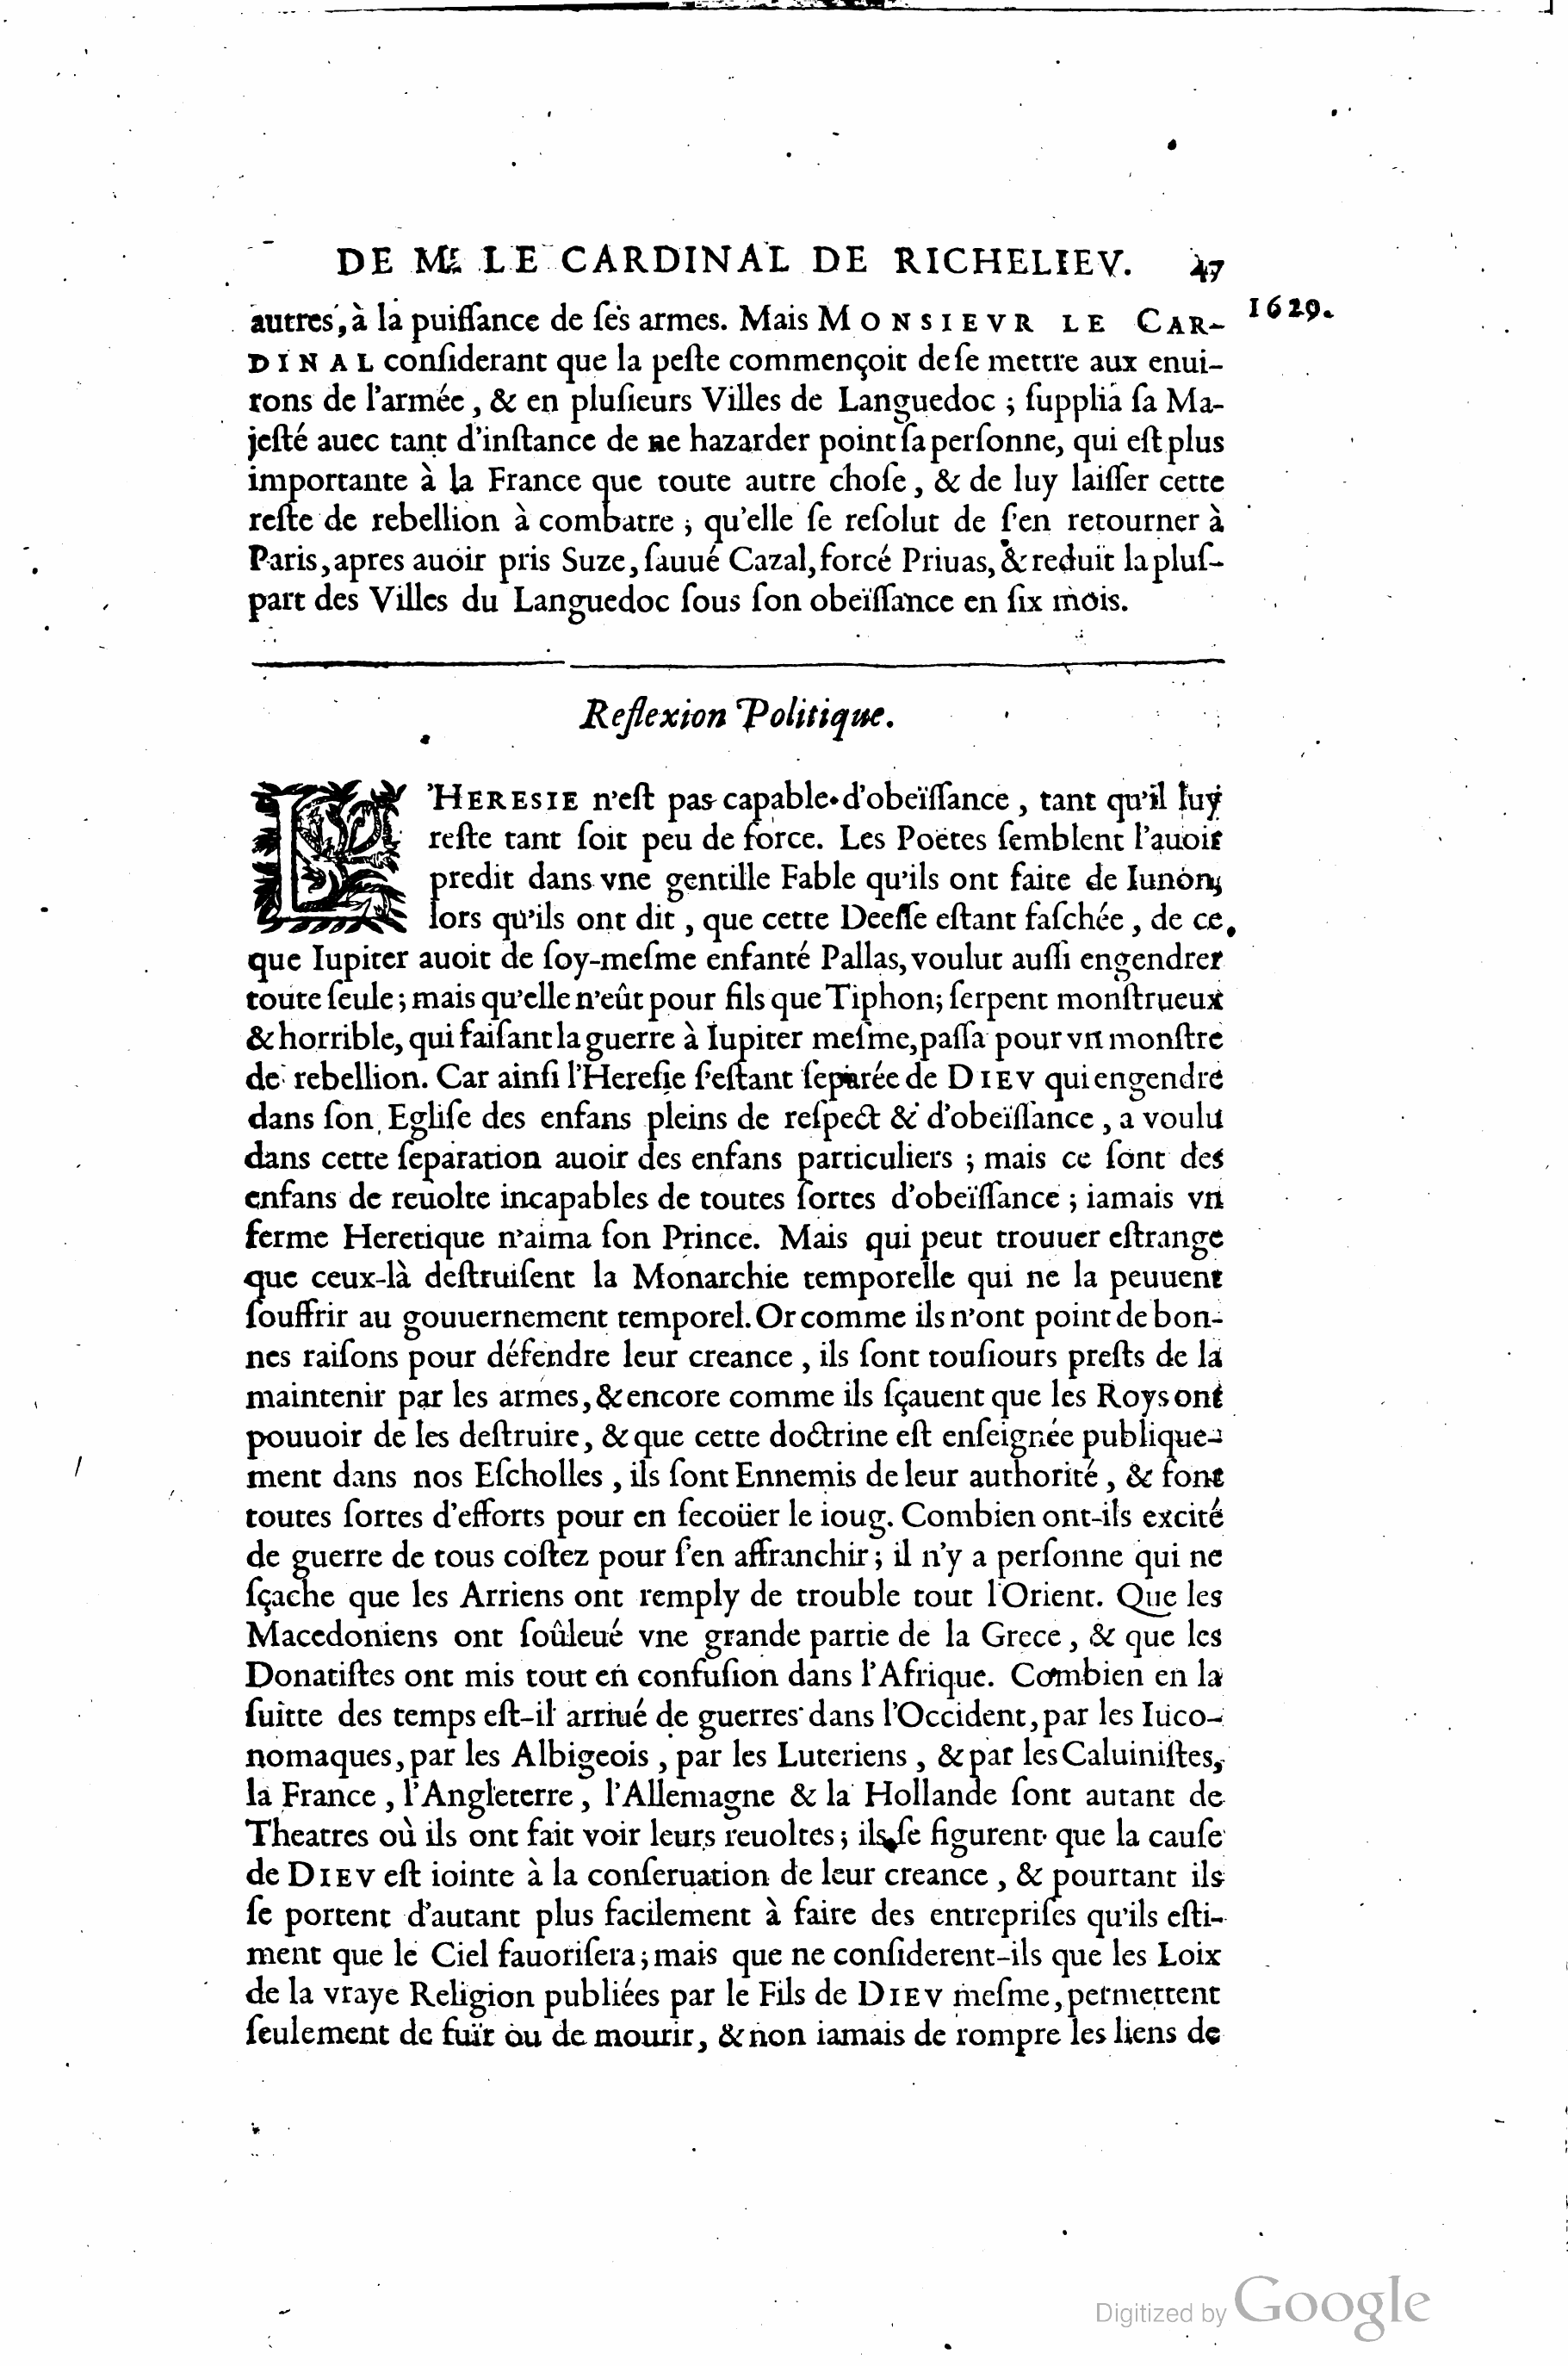 DE Mr. LE CARDINAL DE RICHELIEV. 47
1629.
autres, à la puiſſance de ſes armes. Mais MONSIEVR LE CAR-
DINAL conſiderant que la peſte commençoit de ſe mettre aux enui-
rons de l'armée, & en pluſieurs Villes de Languedoc ; ſupplia ſa Ma-
jeſté auec tant d'inſtance de ne hazarder point ſa perſonne, qui eſt plus
importante à la France que toute autre choſe, & de luy laiſſer cette
reſte de rebellion à combatre ; qu'elle ſe reſolut de ſ'en retourner à
Paris, apres auoir pris Suze, ſauué Cazal, forcé Priuas, & reduit la pluſ-
part des Villes du Languedoc ſous ſon obeïſſance en ſix mois.
Reflexion Politique.
L'HERESIE n'eſt pas capable d'obeïſſance, tant qu'il luy
reſte tant ſoit peu de force. Les Poëtes ſemblent l'auoir
predit dans vne gentille Fable qu'ils ont faite de Iunon,
lors qu'ils ont dit, que cette Deeſſe eſtant faſchée, de ce
que Iupiter auoit de ſoy-meſme enfanté Pallas, voulut auſſi engendrer
toute ſeule ; mais qu'elle n'eût pour fils que Tiphon; ſerpent monſtrueux
& horrible, qui faiſant la guerre à Iupiter meſme, paſſa pour vn monſtre
de rebellion. Car ainſi l'Hereſie ſ'eſtant ſeparée de DIEV qui engendre
dans ſon Egliſe des enfans pleins de reſpect & d'obeïſſance, a voulu
dans cette ſeparation auoir des enfans particuliers ; mais ce ſont des
enfans de reuolte incapables de toutes ſortes d'obeïſſance ; iamais vn
ferme Heretique n'aima ſon Prince. Mais qui peut trouuer eſtrange
que ceux-là deſtruiſent la Monarchie temporelle qui ne la peuuent
ſouffrir au gouuernement temporel. Or comme ils n'ont point de bon-
nes raiſons pour défendre leur creance, ils ſont touſiours preſts de la
maintenir par les armes, & encore comme ils ſçauent que les Roys ont
pouuoir de les deſtruire, & que cette doctrine eſt enſeignée publique-
ment dans nos Eſcholles, ils ſont Ennemis de leur authorité, & font
toutes ſortes d'efforts pour en ſecoüer le ioug. Combien ont-ils excité
de guerre de tous coſtez pour ſ'en affranchir ; il n'y a perſonne qui ne
ſçache que les Arriens ont remply de trouble tout l'Orient. Que les
Macedoniens ont ſoûleué vne grande partie de la Grece, & que les
Donatiſtes ont mis tout en confuſion dans l'Afrique. Combien en la
ſuitte des temps eſt-il arriué de guerres dans l'Occident, par les Iuco-
nomaques, par les Albigeois, par les Luteriens, & par les Caluiniſtes,
la France, l'Angleterre, l'Allemagne & la Hollande ſont autant de
Theatres où ils ont fait voir leurs reuoltes ; ils ſe figurent que la cauſe
de DIEV eſt iointe à la conſeruation de leur creance, & pourtant ils
ſe portent d'autant plus facilement à faire des entrepriſes qu'ils eſti-
ment que le Ciel fauoriſera ; mais que ne conſiderent-ils que les Loix
de la vraye Religion publiées par le Fils de DIEV meſme, permettent
ſeulement de fuïr ou de mourir, & non iamais de rompre les liens de
Digitized by Google